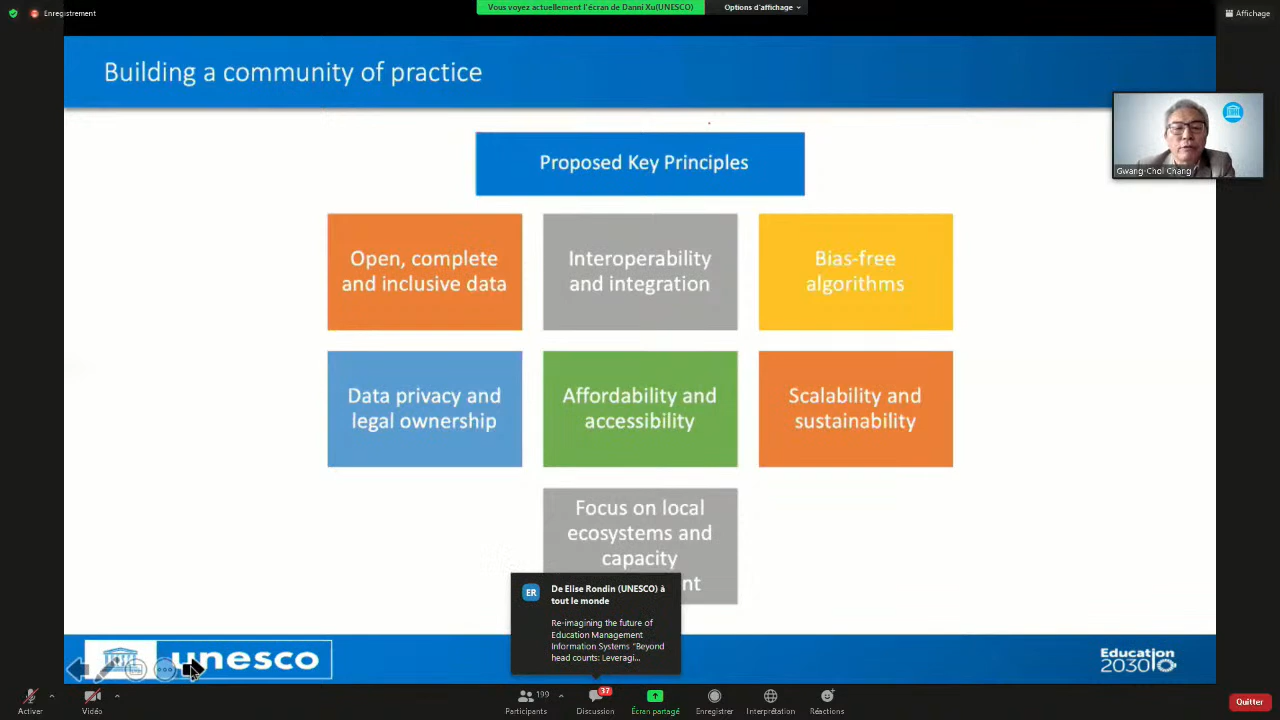 Enregistrement
Vous voyez actuellement l'écran de Danni Xu(UNESCO)
Options d'affichage
Affichage
Building a community of practice
Proposed Key Principles
Gwang-Chol Chang
Open, complete
and inclusive data
Interoperability
and integration
Bias-free
algorithms
Data privacy and
legal ownership
Affordability and
accessibility
Scalability and
sustainability
Focus on local
ecosystems and
capacity
nt
ER
De Elise Rondin (UNESCO) à
tout le monde
Re-imagining the future of
Education Management
Information Systems "Beyond
head counts: Leveragi...
unesco
Education
2030
Activer
Vidéo
199
Participants
37
Discussion
Écran partagé
Enregistrer
Interprétation
Réactions
Quitter